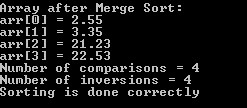 Array after Merge Sort:
arr[0] = 2.55
arr[1] = 3.35
arr[2] = 21.23
arr[3] = 22.53
Number of comparisons = 4
Number of inversions = 4
Sorting is done correctly